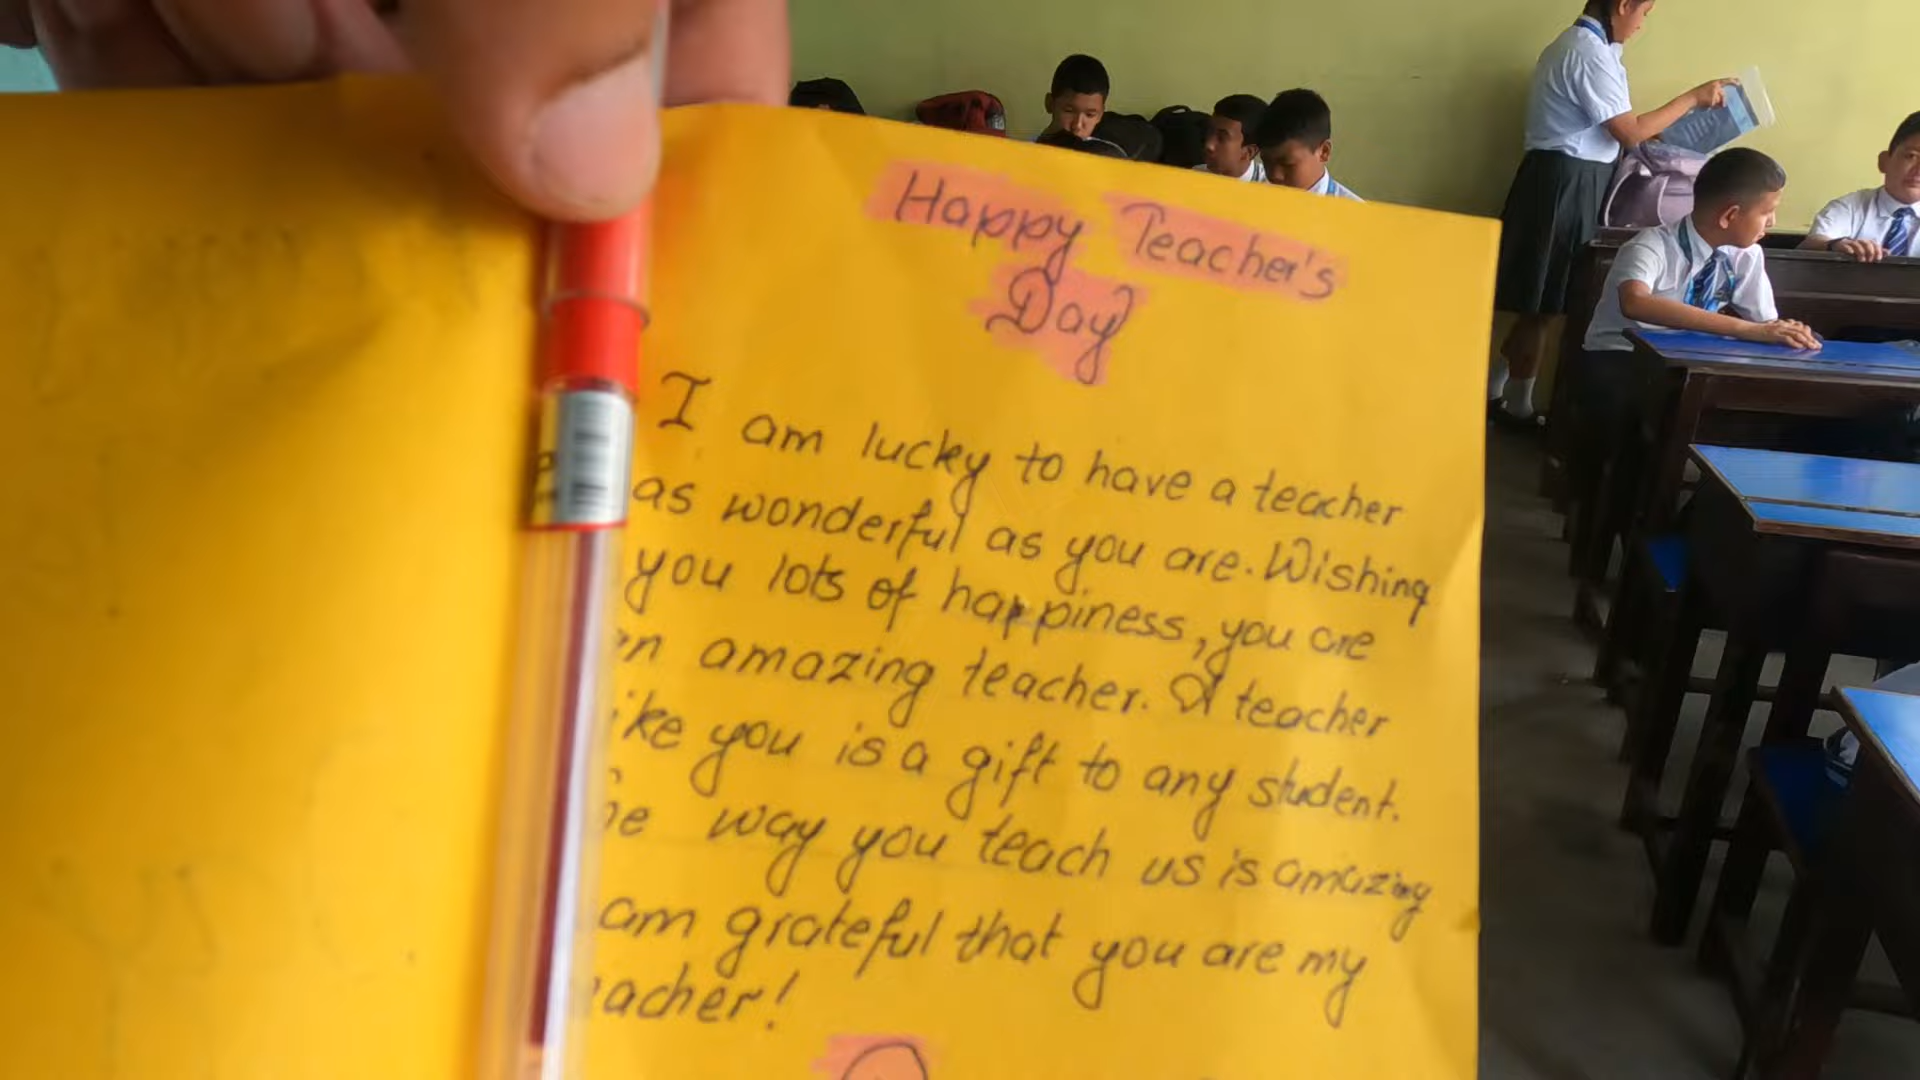 Happy Teacher's
Day
I am lucky to have a teacher
as wonderful as you are. Wishing
you lots of happiness, you are
amazing teacher. A teacher
you is a gift to any student.
way you teach us is amazing
am grateful that you are my